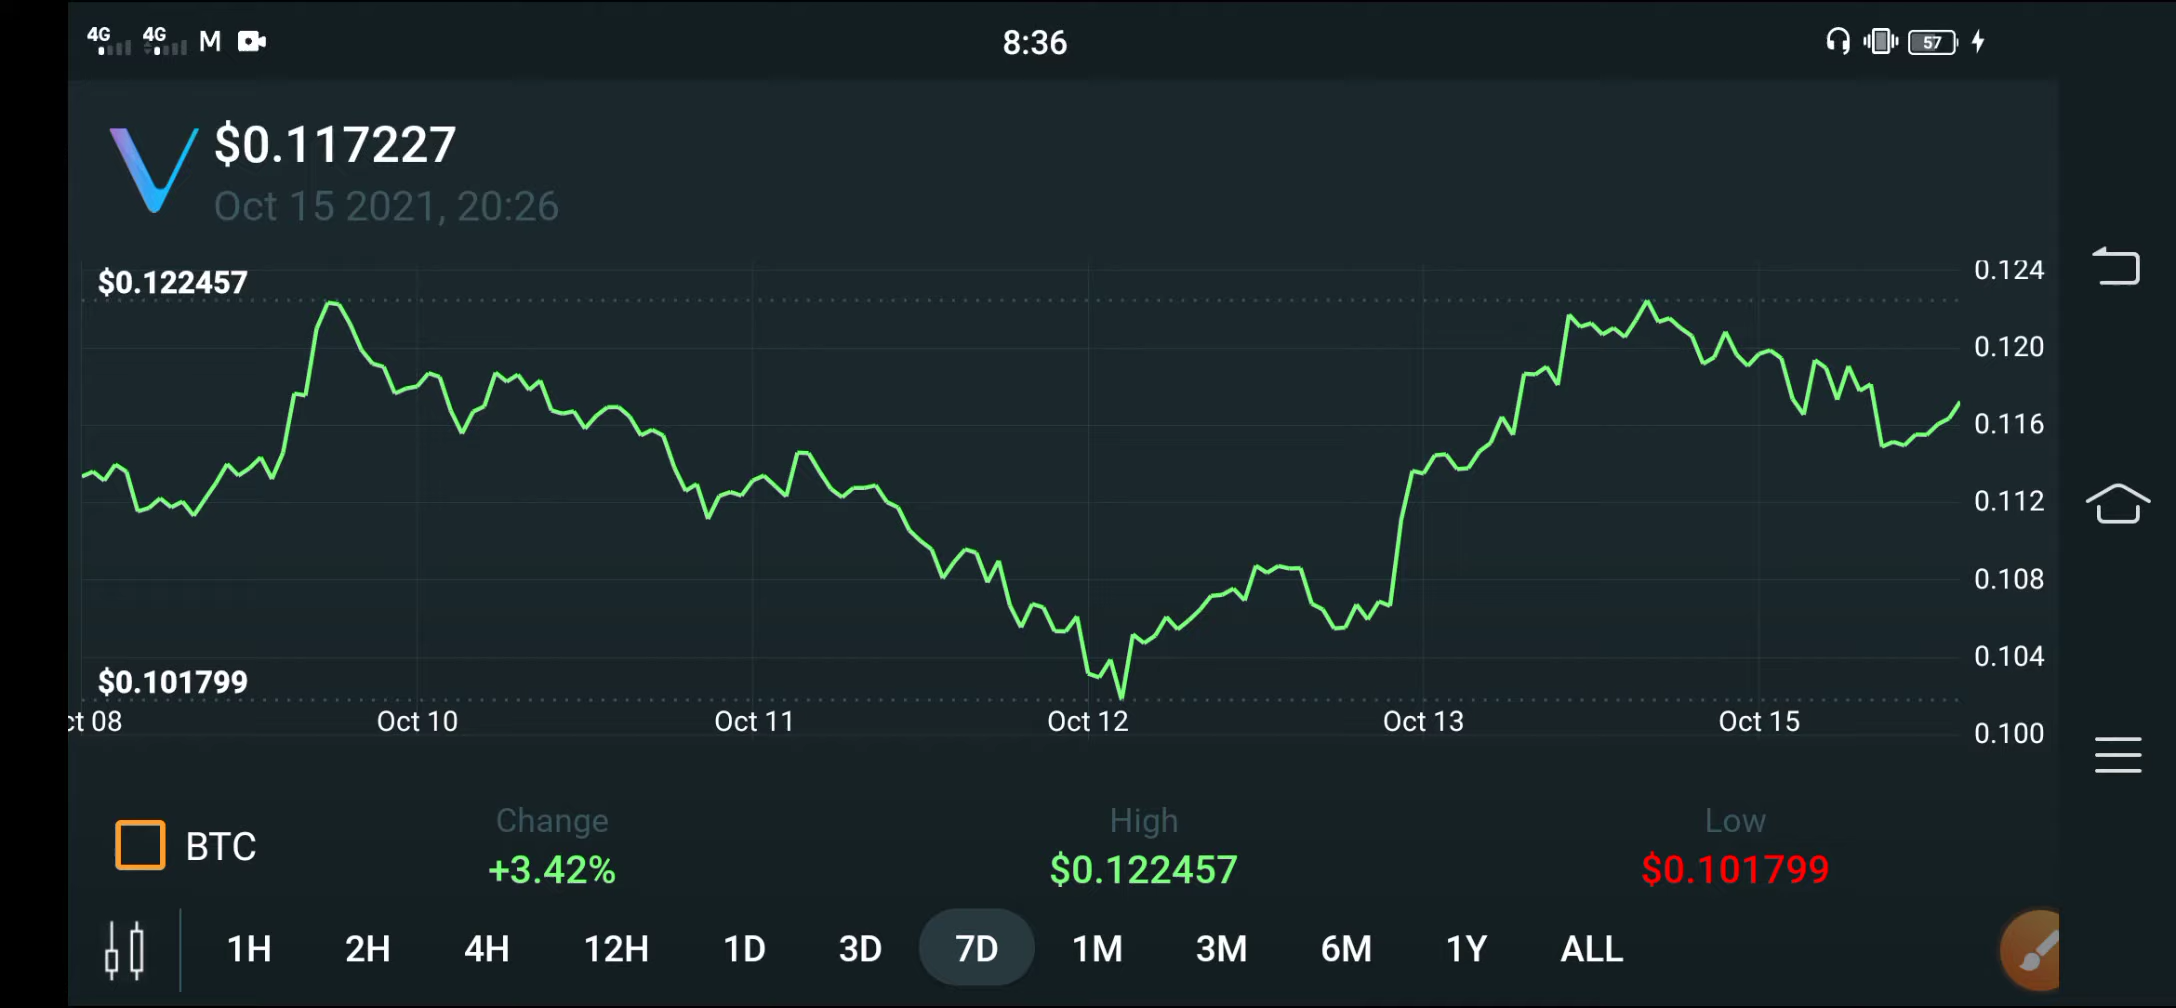 4G 4G M 8:36 57
$0.117227
Oct 15 2021, 20:26
$0.122457
0.124
0.120
0.116
0.112
0.108
0.104
0.100
$0.101799
ct 08 Oct 10 Oct 11 Oct 12 Oct 13 Oct 15
BTC
Change High Low
+3.42% $0.122457 $0.101799
1H 2H 4H 12H 1D 3D 7D 1M 3M 6M 1Y ALL